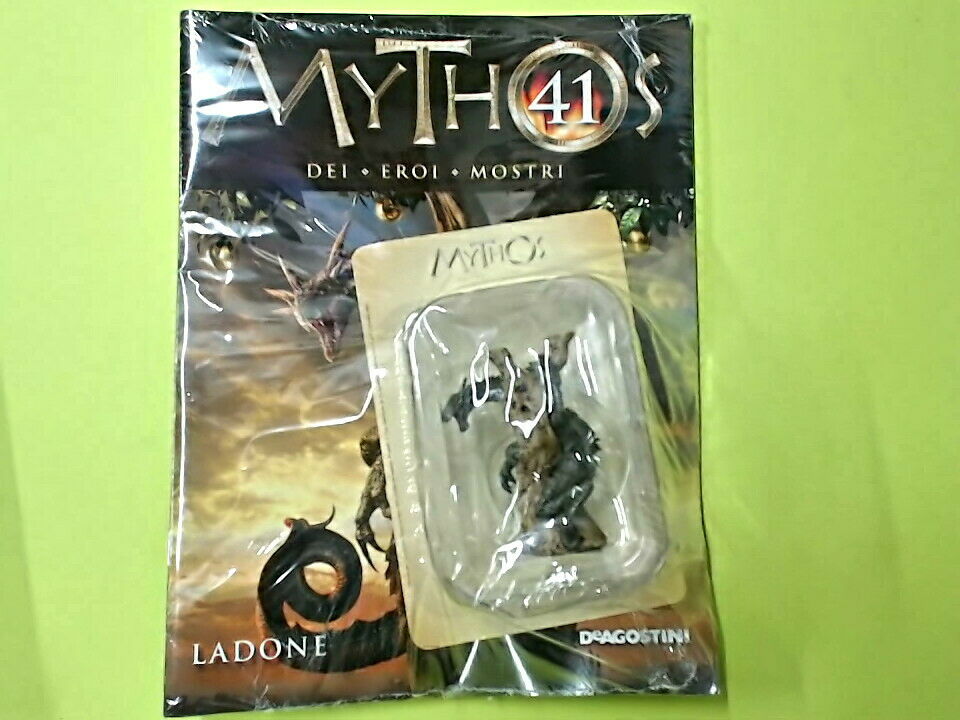 MYTHOS
41
DEI • EROI • MOSTRI
MYTHOS
LADONE
DeAGOSTINI